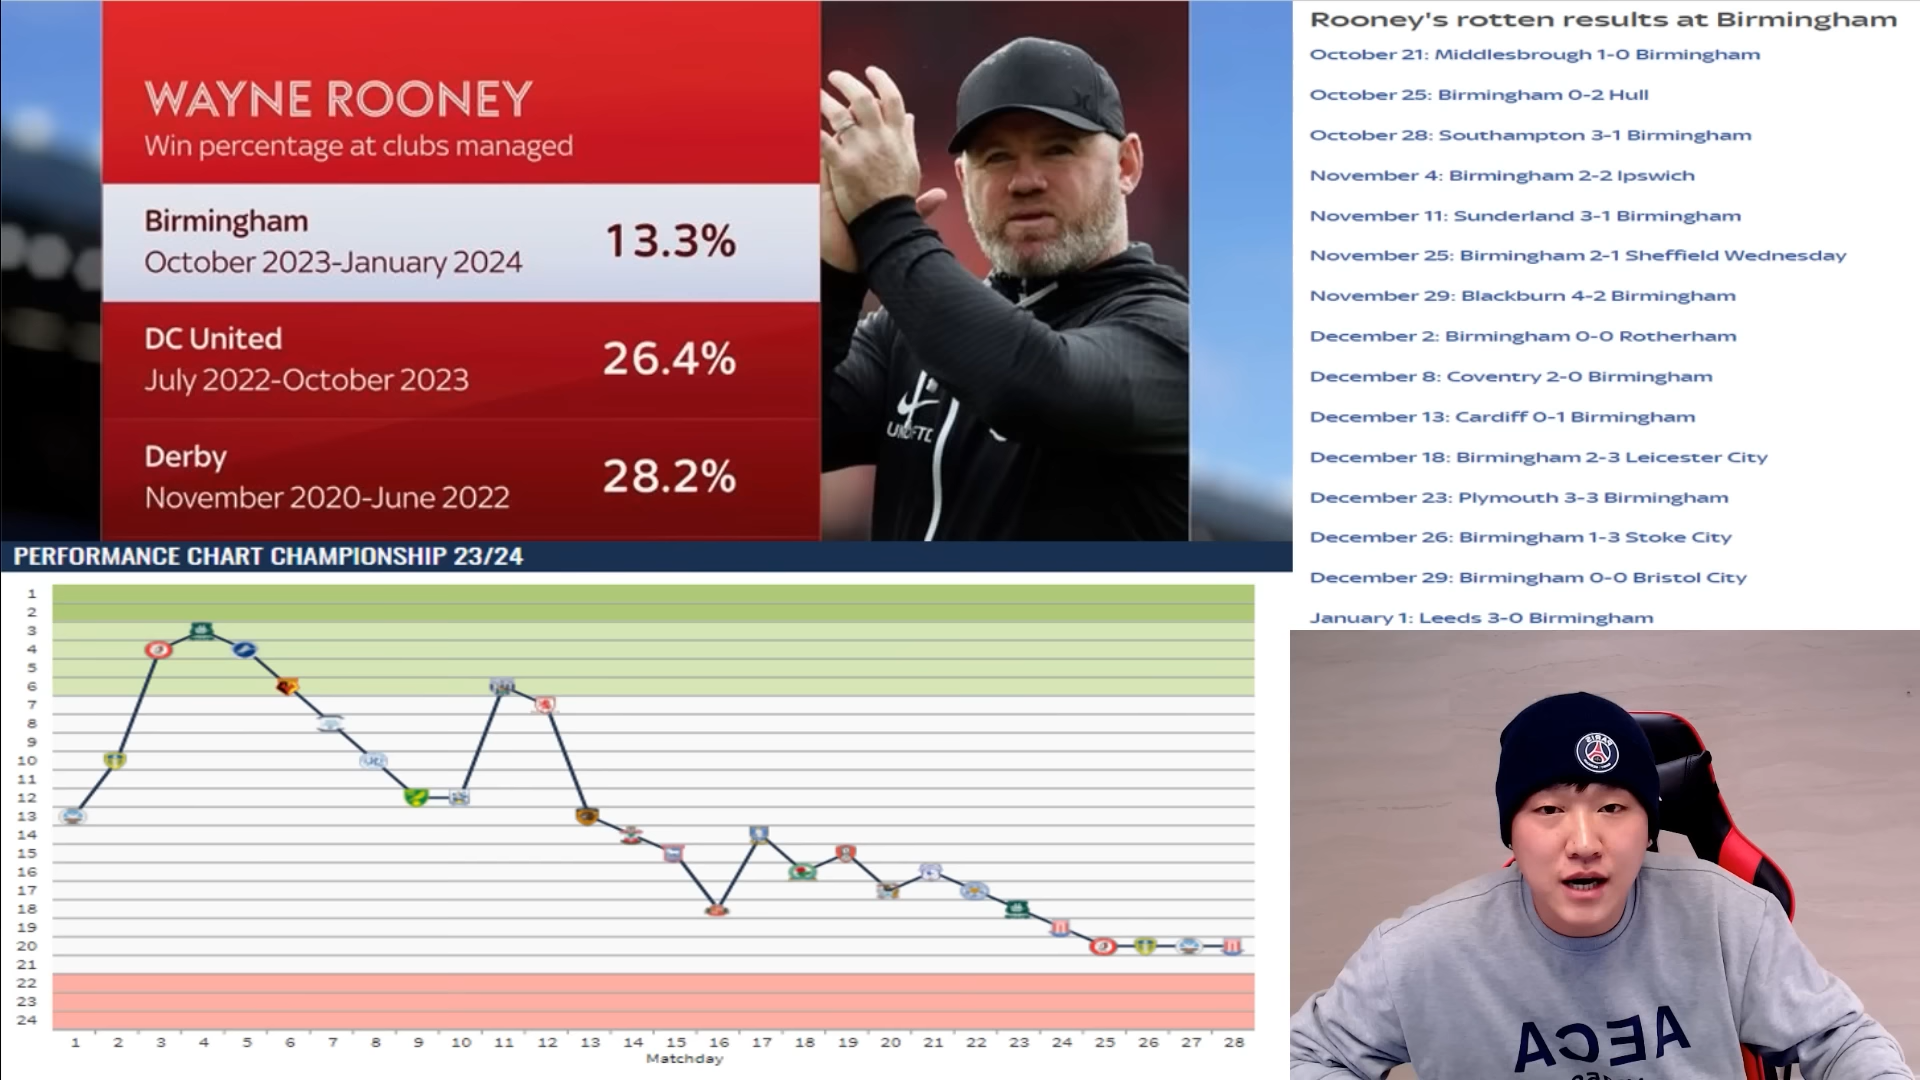 WAYNE ROONEY
Win percentage at clubs managed
Birmingham
October 2023-January 2024
13.3%
DC United
July 2022-October 2023
26.4%
Derby
November 2020-June 2022
28.2%
Rooney's rotten results at Birmingham
October 21: Middlesbrough 1-0 Birmingham
October 25: Birmingham 0-2 Hull
October 28: Southampton 3-1 Birmingham
November 4: Birmingham 2-2 Ipswich
November 11: Sunderland 3-1 Birmingham
November 25: Birmingham 2-1 Sheffield Wednesday
November 29: Blackburn 4-2 Birmingham
December 2: Birmingham 0-0 Rotherham
December 8: Coventry 2-0 Birmingham
December 13: Cardiff 0-1 Birmingham
December 18: Birmingham 2-3 Leicester City
December 23: Plymouth 3-3 Birmingham
December 26: Birmingham 1-3 Stoke City
December 29: Birmingham 0-0 Bristol City
January 1: Leeds 3-0 Birmingham
PERFORMANCE CHART CHAMPIONSHIP 23/24
1
2
3
4
5
6
7
8
9
10
11
12
13
14
15
16
17
18
19
20
21
22
23
24
1 2 3 4 5 6 7 8 9 10 11 12 13 14 15 16 17 18 19 20 21 22 23 24 25 26 27 28
Matchday
PARIS
AECA